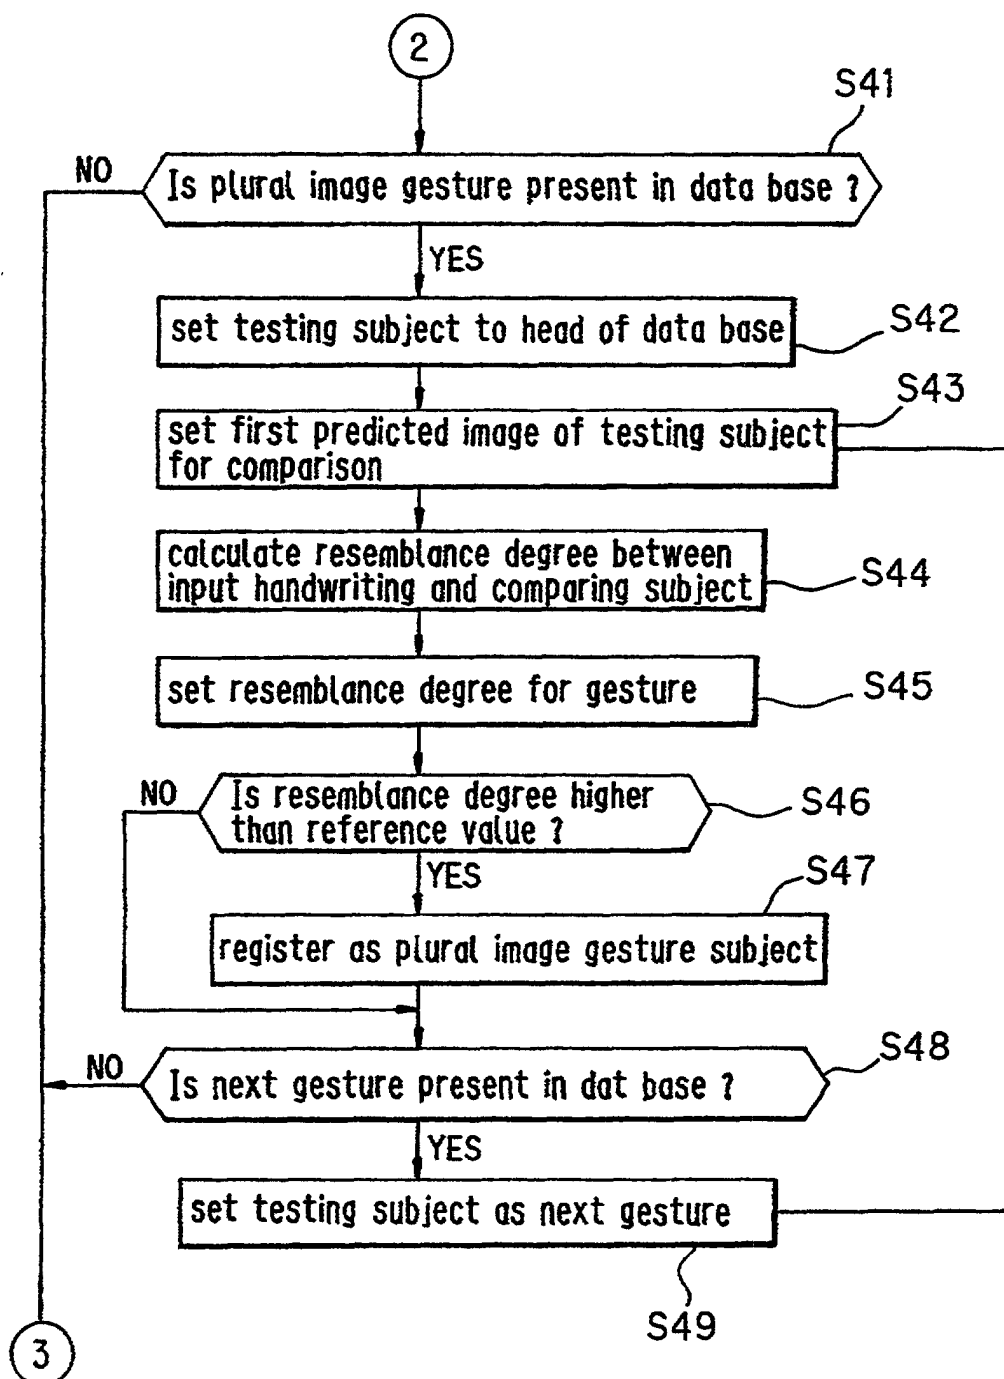 2
S41
NO
Is plural image gesture present in data base ?
YES
set testing subject to head of data base
S42
S43
set first predicted image of testing subject
for comparison
calculate resemblance degree between
input handwriting and comparing subject
S44
set resemblance degree for gesture
S45
NO
Is resemblance degree higher
than reference value ?
S46
YES
S47
register as plural image gesture subject
S48
NO
Is next gesture present in dat base ?
YES
set testing subject as next gesture
S49
3